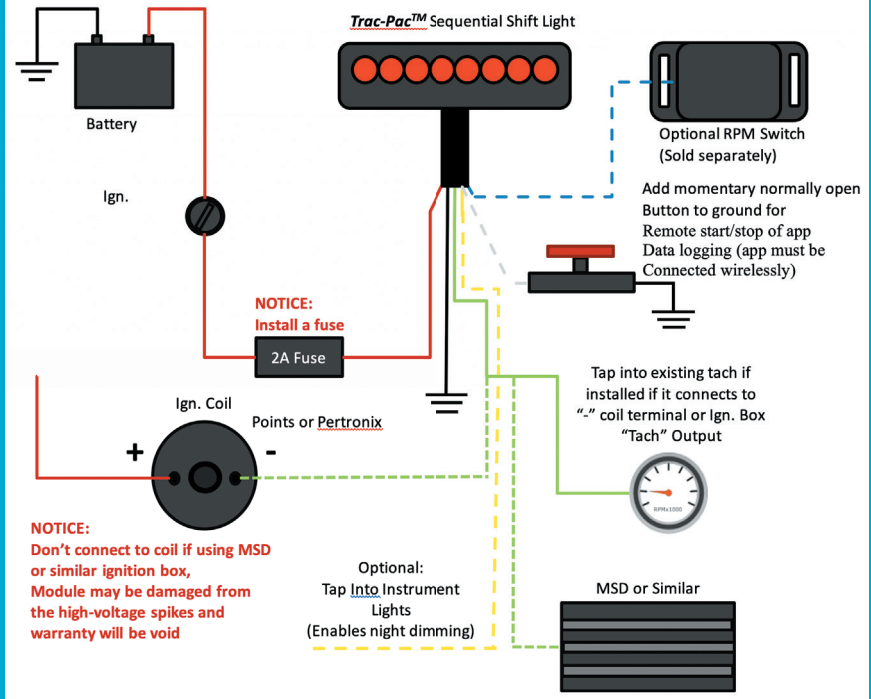 Trac-Pac™ Sequential Shift Light
Battery
Optional RPM Switch
(Sold separately)
Ign.
Add momentary normally open
Button to ground for
Remote start/stop of app
Data logging (app must be
Connected wirelessly)
NOTICE:
Install a fuse
2A Fuse
Ign. Coil
Points or Pertronix
+
-
Tap into existing tach if
installed if it connects to
“-” coil terminal or Ign. Box
“Tach” Output
RPMx1000
NOTICE:
Don’t connect to coil if using MSD
or similar ignition box,
Module may be damaged from
the high-voltage spikes and
warranty will be void
Optional:
Tap Into Instrument
Lights
(Enables night dimming)
MSD or Similar